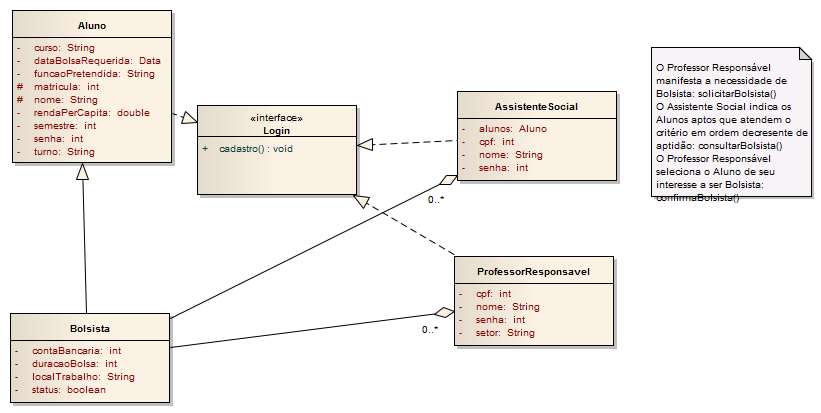 Aluno
- curso: String
- dataBolsaRequerida: Data
- funcaoPretendida: String
# matricula: int
# nome: String
- rendaPerCapita: double
- semestre: int
- senha: int
- turno: String
«interface»
Login
+ cadastro() : void
AssistenteSocial
- alunos: Aluno
- cpf: int
- nome: String
- senha: int
0..*
O Professor Responsável
manifesta a necessidade de
Bolsista: solicitarBolsista()
O Assistente Social indica os
Alunos aptos que atendem o
critério em ordem decresente de
aptidão: consultarBolsista()
O Professor Responsável
seleciona o Aluno de seu
interesse a ser Bolsista:
confirmaBolsista()
ProfessorResponsavel
- cpf: int
- nome: String
- senha: int
- setor: String
0..*
Bolsista
- contaBancaria: int
- duracaoBolsa: int
- localTrabalho: String
- status: boolean